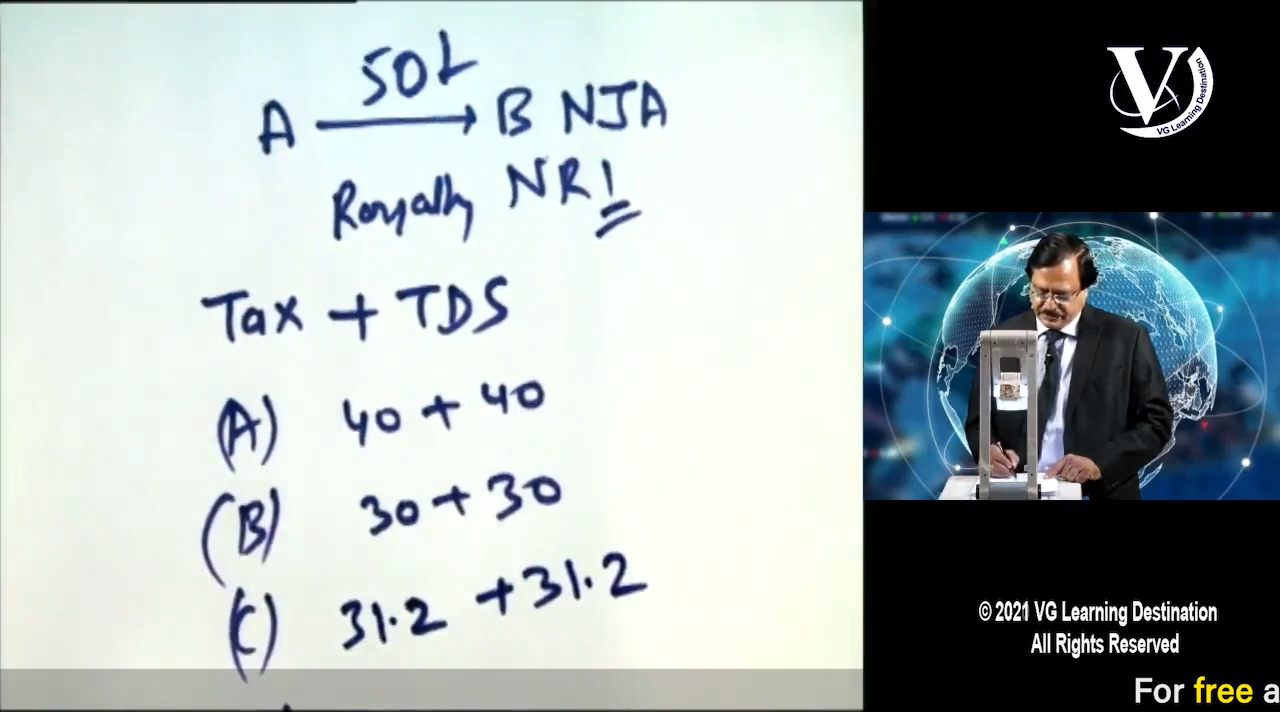 50L
A → B NJA
Royalty NRI
Tax + TDS
(A) 40 + 40
(B) 30 + 30
(C) 31.2 + 31.2
V
VG Learning Destination
© 2021 VG Learning Destination
All Rights Reserved
For free a